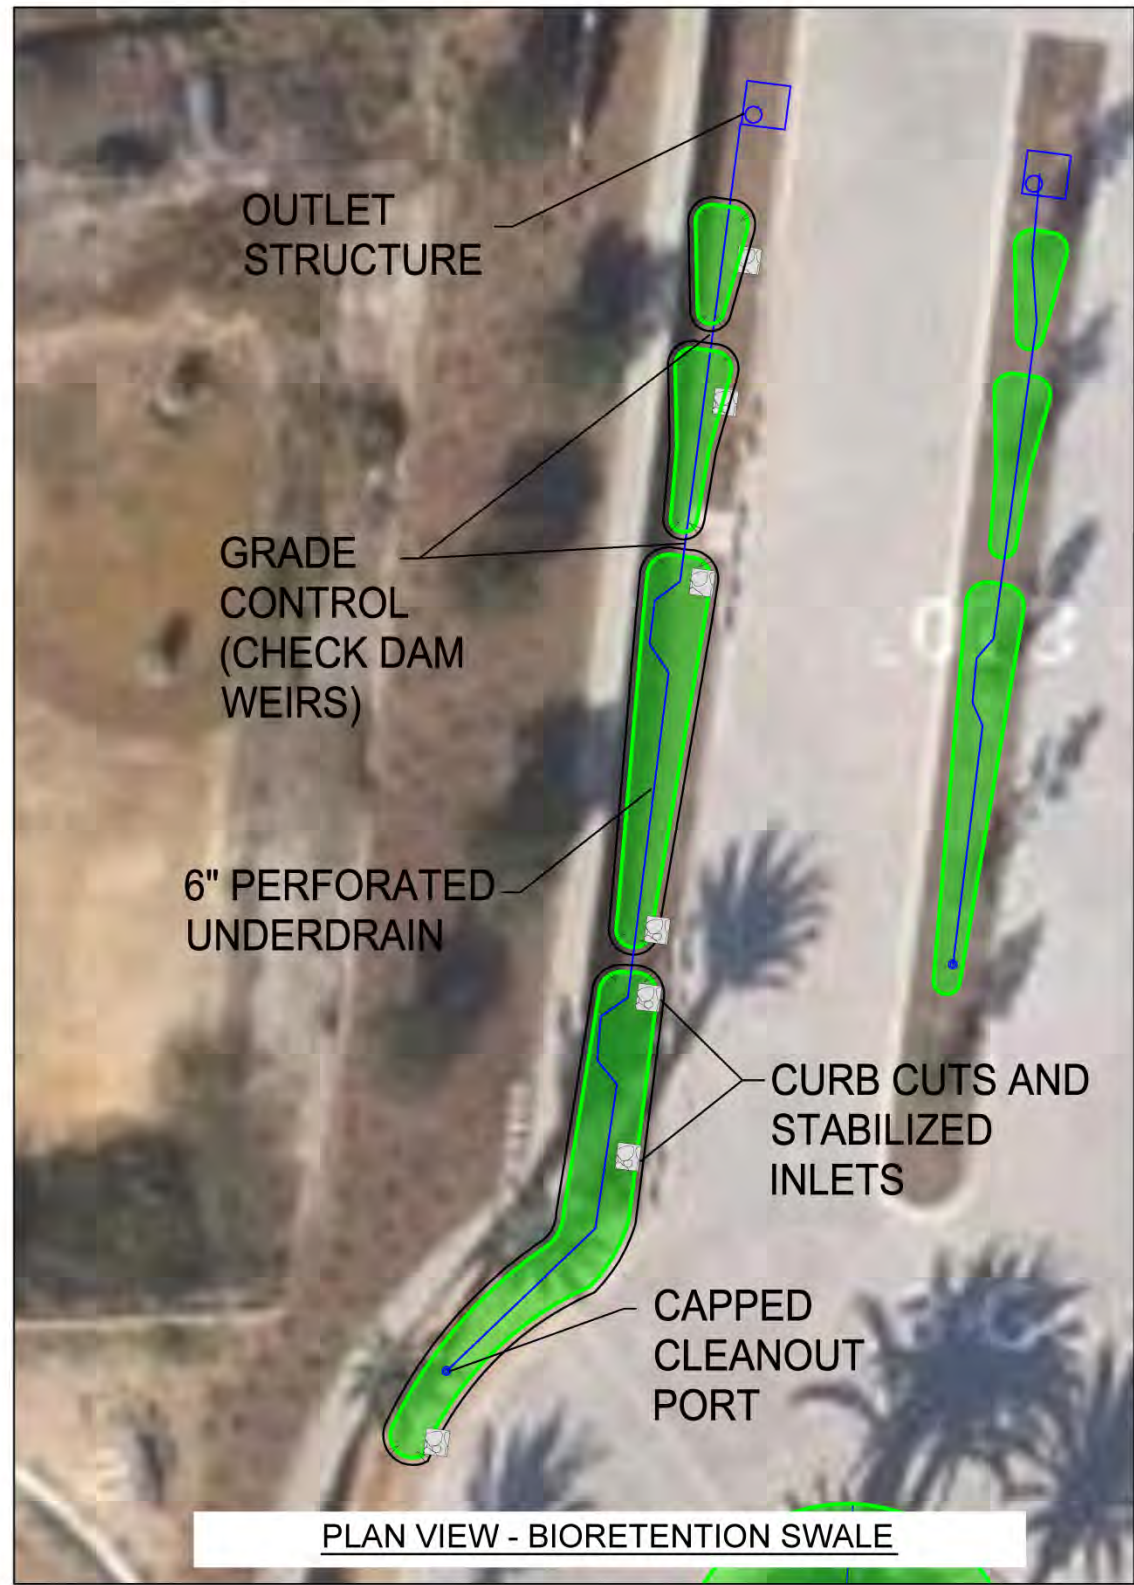 OUTLET
STRUCTURE
GRADE
CONTROL
(CHECK DAM
WEIRS)
6" PERFORATED
UNDERDRAIN
CURB CUTS AND
STABILIZED
INLETS
CAPPED
CLEANOUT
PORT
PLAN VIEW - BIORETENTION SWALE